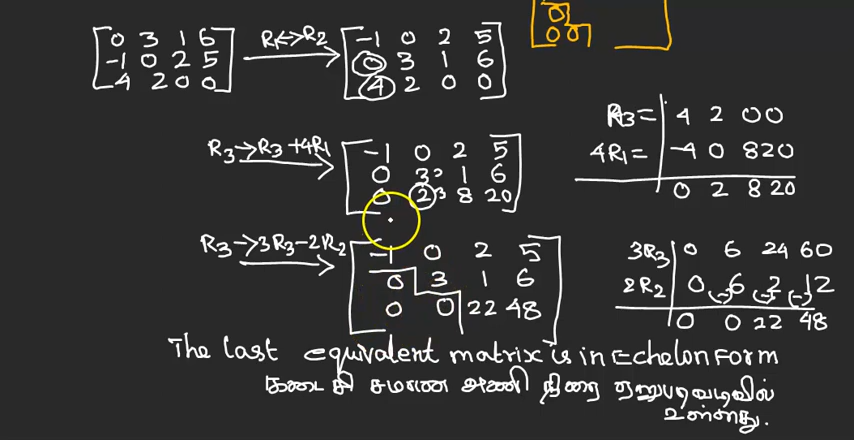 0 3 1 6
-1 0 2 5
4 2 0 0
R1↔R2
-1 0 2 5
0 3 1 6
4 2 0 0
0
0 0
R3→R3+4R1
-1 0 2 5
0 3 1 6
0 2 8 20
R3= 4 2 0 0
4R1= -4 0 8 20
0 2 8 20
R3→3R3-2R2
-1 0 2 5
0 3 1 6
0 0 22 48
3R3 0 6 24 60
2R2 0 6 2 12
(-) (-) (-)
0 0 22 48
The last equivalent matrix is in Echelon Form
கடைசி சமான அணி நிரை ஏறுபடிவடிவில்
உள்ளது.